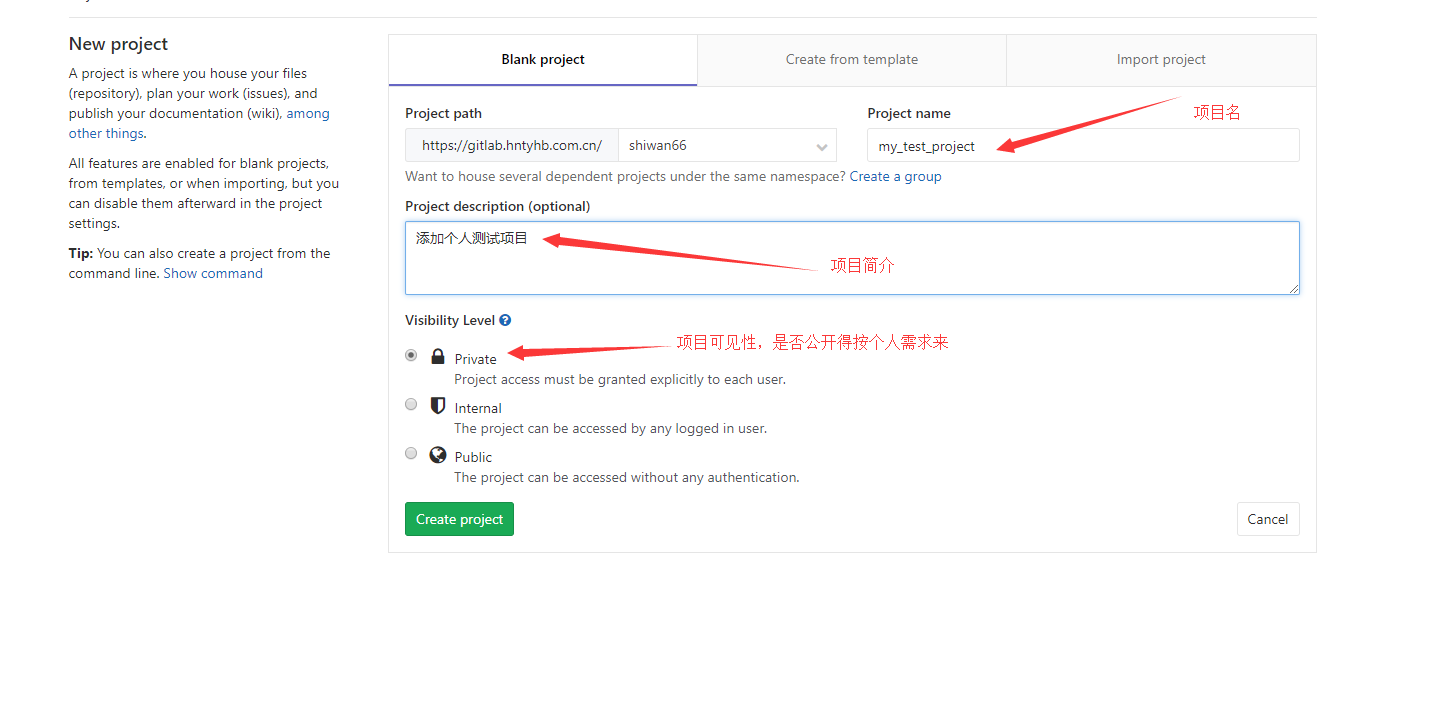 New project
A project is where you house your files
(repository), plan your work (issues), and
publish your documentation (wiki), among
other things.
All features are enabled for blank projects,
from templates, or when importing, but you
can disable them afterward in the project
settings.
Tip: You can also create a project from the
command line. Show command
Blank project
Create from template
Import project
Project path
https://gitlab.hntyhb.com.cn/
shiwan66
Project name
项目名
my_test_project
Want to house several dependent projects under the same namespace? Create a group
Project description (optional)
添加个人测试项目
项目简介
Visibility Level
项目可见性，是否公开得按个人需求来
Private
Project access must be granted explicitly to each user.
Internal
The project can be accessed by any logged in user.
Public
The project can be accessed without any authentication.
Create project
Cancel